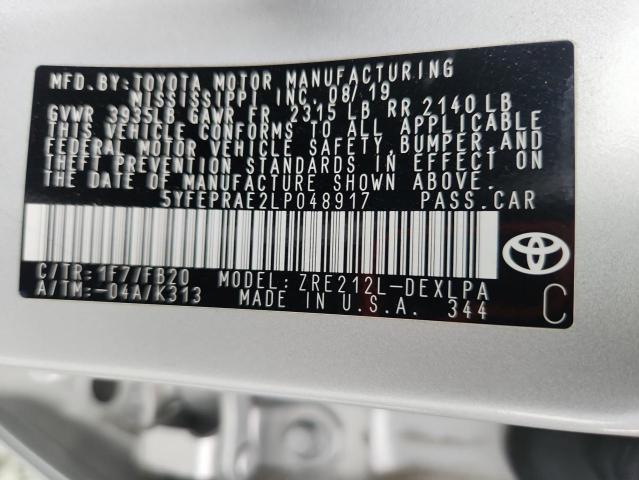 MFD.BY:TOYOTA MOTOR MANUFACTURING
MISSISSIPPI, INC. 08/19
GVWR 3935LB GAWR FR 2315 LB RR 2140 LB
THIS VEHICLE CONFORMS TO ALL APPLICABLE
FEDERAL MOTOR VEHICLE SAFETY,BUMPER,AND
THEFT PREVENTION STANDARDS IN EFFECT ON
THE DATE OF MANUFACTURE SHOWN ABOVE.
5YFEPRAE2LP048917 PASS.CAR
C/TR:1F7/FB20 MODEL:ZRE212L-DEXLPA
A/TM:-04A/K313 MADE IN U.S.A. 344 C